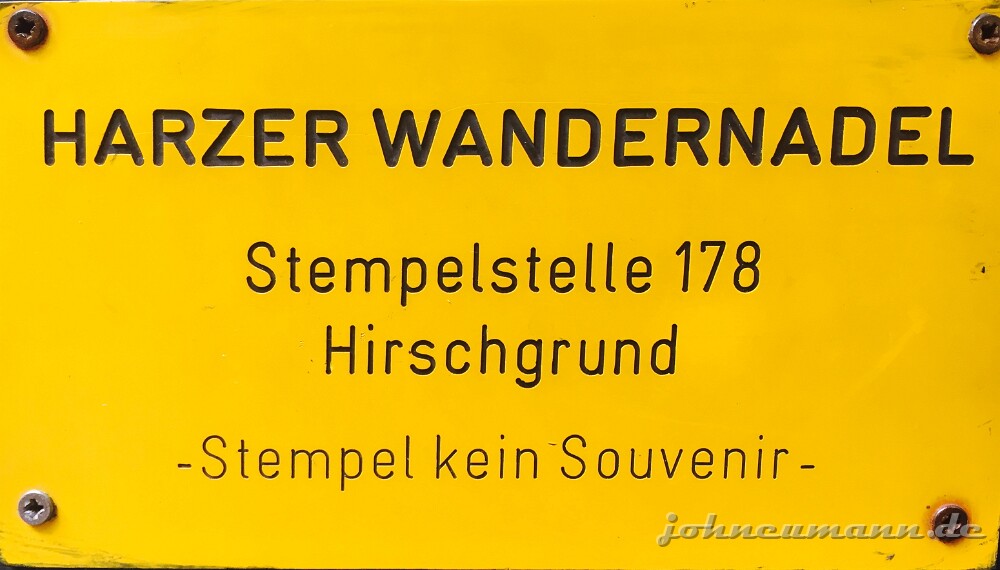 HARZER WANDERNADEL
Stempelstelle 178
Hirschgrund
-Stempel kein Souvenir-
johneumann.de